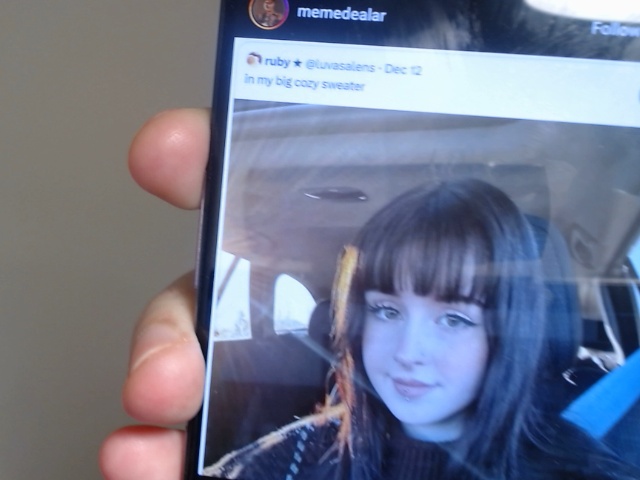 memedealar
Follow
ruby ★ @luvasalens · Dec 12
In my big cozy sweater